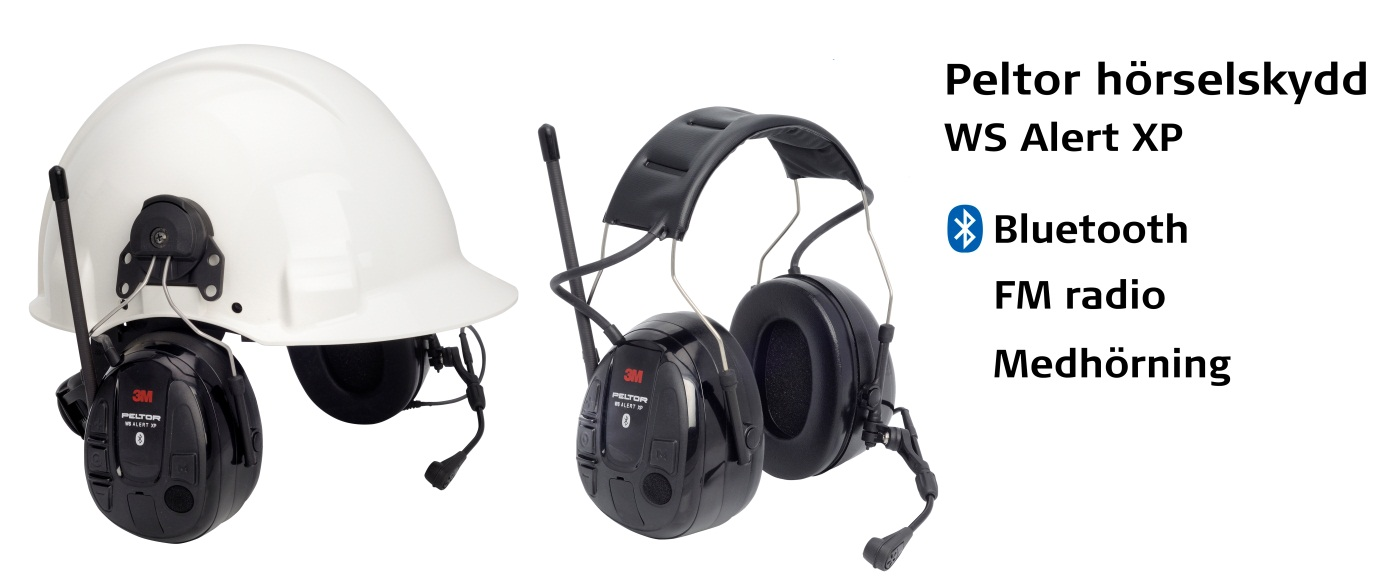 Peltor hörselskydd
WS Alert XP
Bluetooth
FM radio
Medhörning
3M
PELTOR
WS ALERT XP
3M
PELTOR
WS ALERT XP